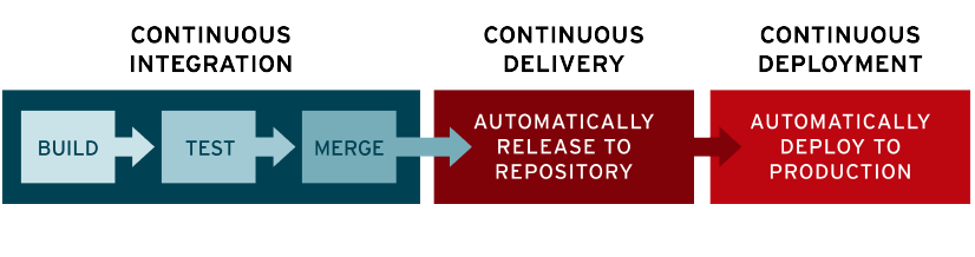 CONTINUOUS
INTEGRATION
CONTINUOUS
DELIVERY
CONTINUOUS
DEPLOYMENT
BUILD
TEST
MERGE
AUTOMATICALLY
RELEASE TO
REPOSITORY
AUTOMATICALLY
DEPLOY TO
PRODUCTION